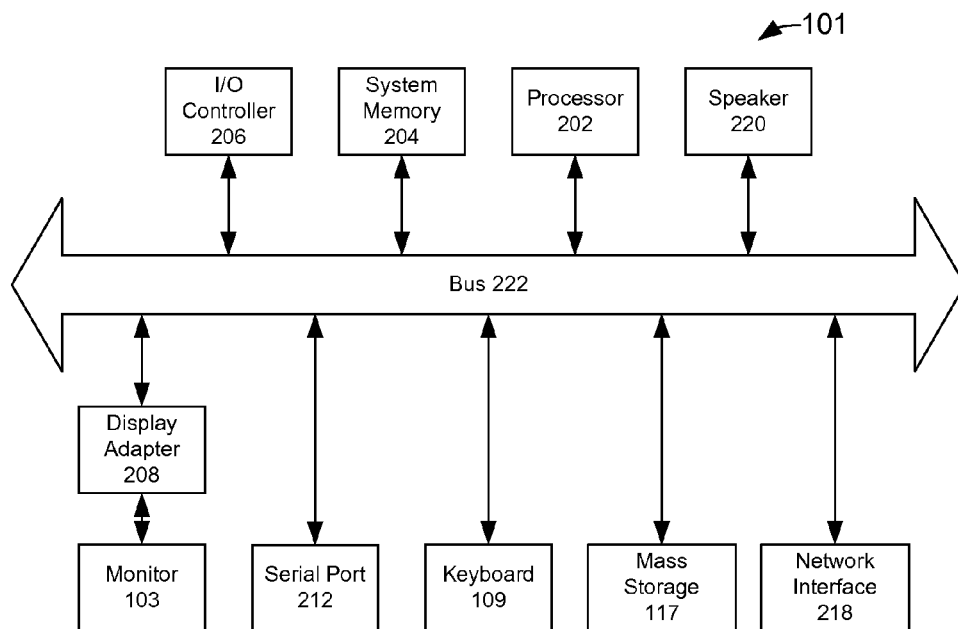 101
I/O
Controller
206
System
Memory
204
Processor
202
Speaker
220
Bus 222
Display
Adapter
208
Monitor
103
Serial Port
212
Keyboard
109
Mass
Storage
117
Network
Interface
218